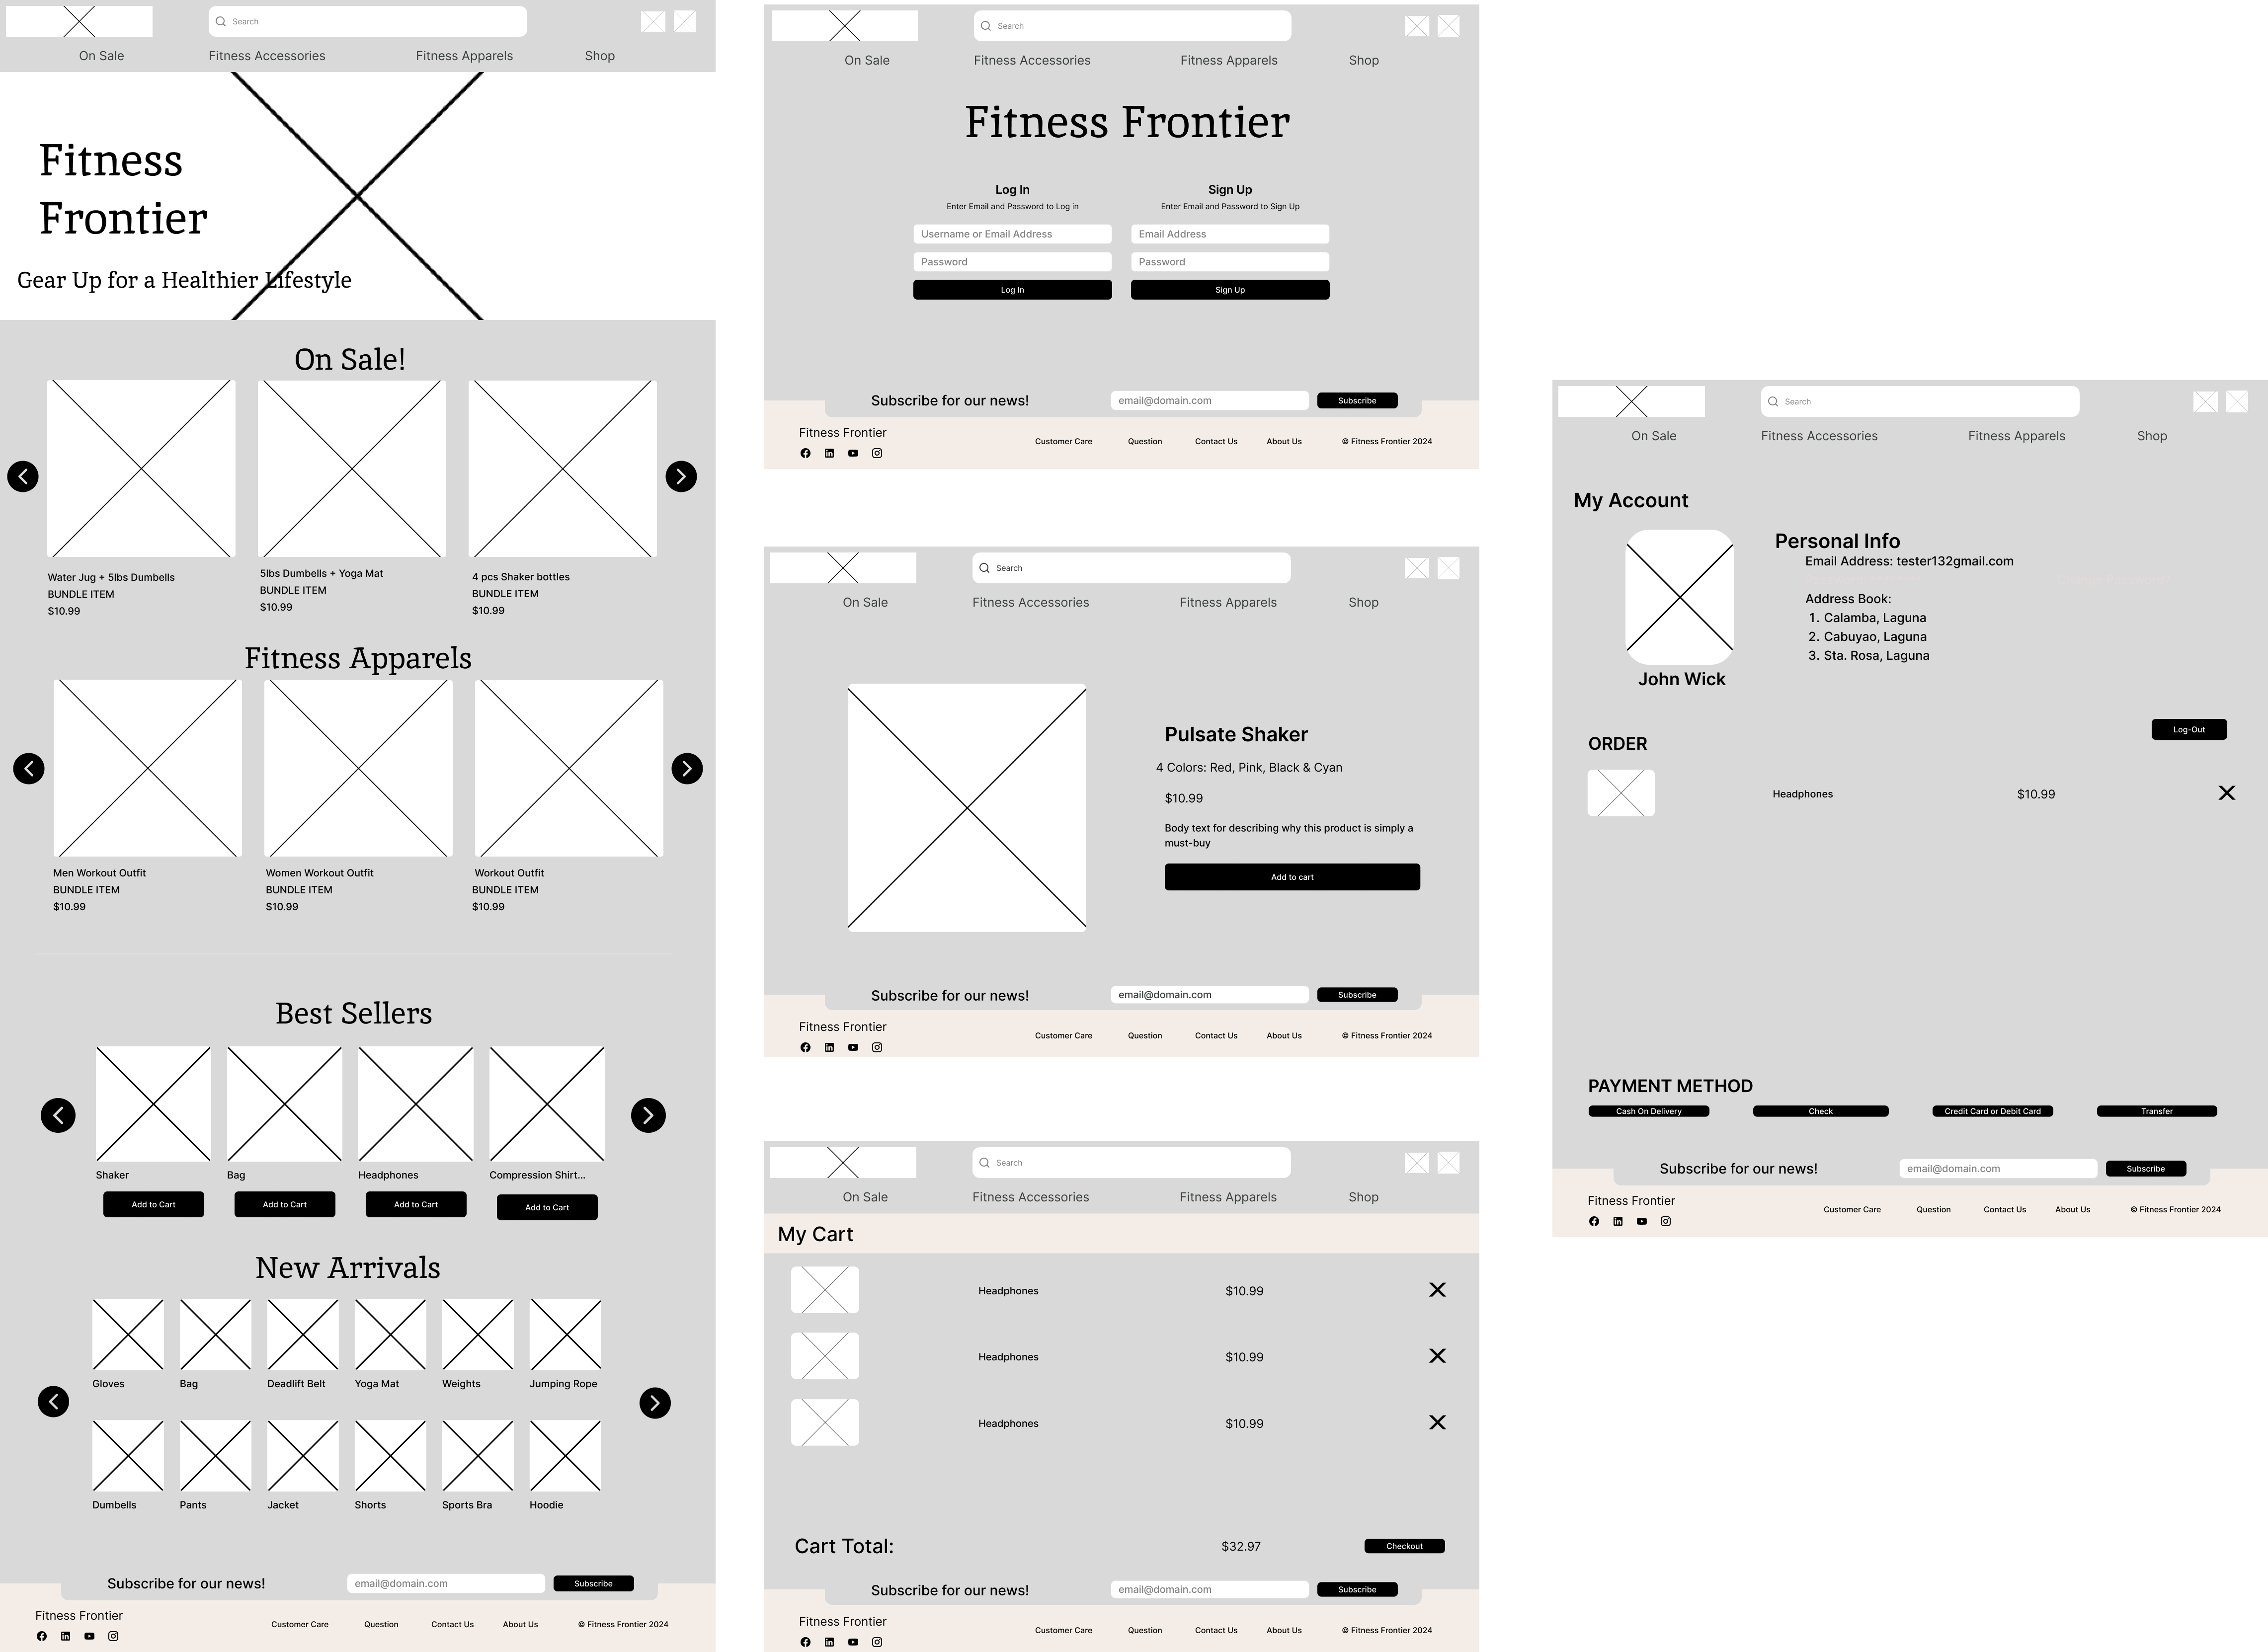 Search
On Sale
Fitness Accessories
Fitness Apparels
Shop
Fitness
Frontier
Gear Up for a Healthier Lifestyle
On Sale!
Water Jug + 5lbs Dumbells
BUNDLE ITEM
$10.99
5lbs Dumbells + Yoga Mat
BUNDLE ITEM
$10.99
4 pcs Shaker bottles
BUNDLE ITEM
$10.99
Fitness Apparels
Men Workout Outfit
BUNDLE ITEM
$10.99
Women Workout Outfit
BUNDLE ITEM
$10.99
Workout Outfit
BUNDLE ITEM
$10.99
Best Sellers
Shaker
Bag
Headphones
Compression Shirt...
Add to Cart
Add to Cart
Add to Cart
Add to Cart
New Arrivals
Gloves
Bag
Deadlift Belt
Yoga Mat
Weights
Jumping Rope
Dumbells
Pants
Jacket
Shorts
Sports Bra
Hoodie
Subscribe for our news!
email@domain.com
Subscribe
Fitness Frontier
Customer Care
Question
Contact Us
About Us
© Fitness Frontier 2024
Search
On Sale
Fitness Accessories
Fitness Apparels
Shop
Fitness Frontier
Log In
Enter Email and Password to Log in
Username or Email Address
Password
Log In
Sign Up
Enter Email and Password to Sign Up
Email Address
Password
Sign Up
Subscribe for our news!
email@domain.com
Subscribe
Fitness Frontier
Customer Care
Question
Contact Us
About Us
© Fitness Frontier 2024
Search
On Sale
Fitness Accessories
Fitness Apparels
Shop
Pulsate Shaker
4 Colors: Red, Pink, Black & Cyan
$10.99
Body text for describing why this product is simply a
must-buy
Add to cart
Subscribe for our news!
email@domain.com
Subscribe
Fitness Frontier
Customer Care
Question
Contact Us
About Us
© Fitness Frontier 2024
Search
On Sale
Fitness Accessories
Fitness Apparels
Shop
My Cart
Headphones
$10.99
Headphones
$10.99
Headphones
$10.99
Cart Total:
$32.97
Checkout
Subscribe for our news!
email@domain.com
Subscribe
Fitness Frontier
Customer Care
Question
Contact Us
About Us
© Fitness Frontier 2024
Search
On Sale
Fitness Accessories
Fitness Apparels
Shop
My Account
John Wick
Personal Info
Email Address: tester132gmail.com
Address Book:
1. Calamba, Laguna
2. Cabuyao, Laguna
3. Sta. Rosa, Laguna
Log-Out
ORDER
Headphones
$10.99
PAYMENT METHOD
Cash On Delivery
Check
Credit Card or Debit Card
Transfer
Subscribe for our news!
email@domain.com
Subscribe
Fitness Frontier
Customer Care
Question
Contact Us
About Us
© Fitness Frontier 2024